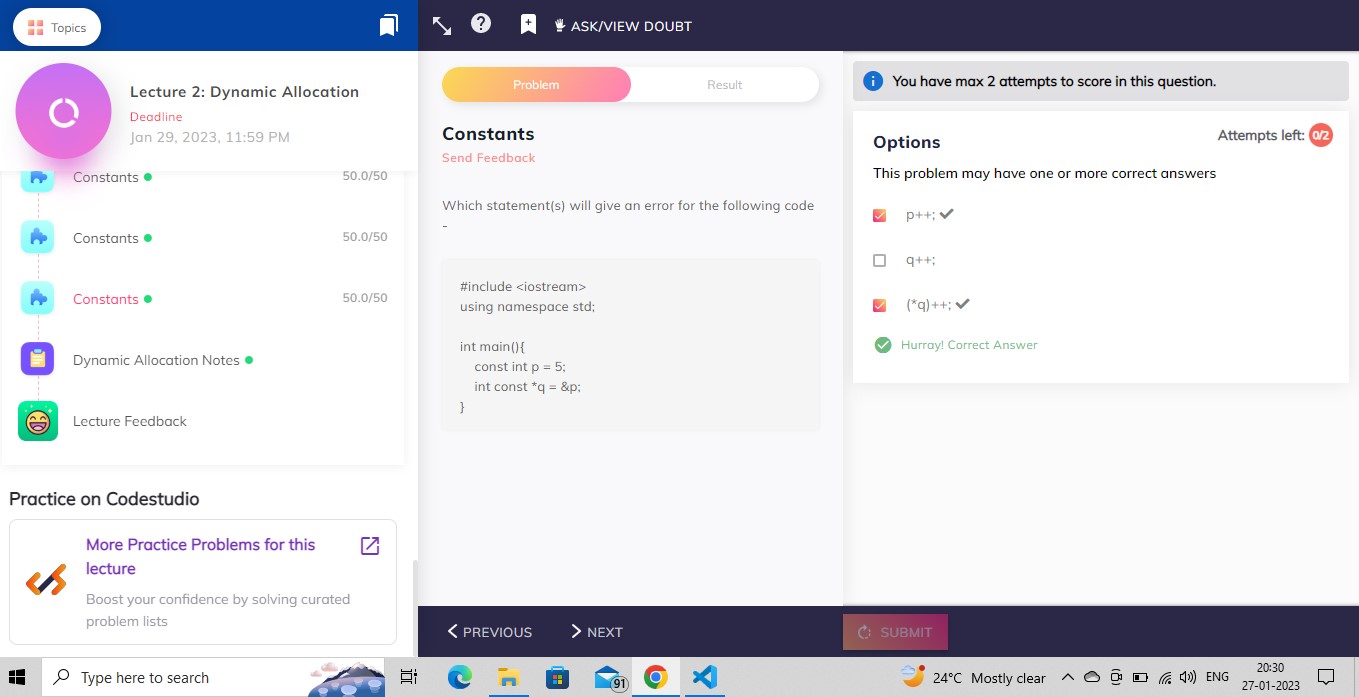 Topics
ASK/VIEW DOUBT
Lecture 2: Dynamic Allocation
Deadline
Jan 29, 2023, 11:59 PM
Constants
50.0/50
Constants
50.0/50
Constants
50.0/50
Dynamic Allocation Notes
Lecture Feedback
Practice on Codestudio
More Practice Problems for this
lecture
Boost your confidence by solving curated
problem lists
Problem
Result
Constants
Send Feedback
Which statement(s) will give an error for the following code
-
#include <iostream>
using namespace std;
int main(){
const int p = 5;
int const *q = &p;
}
You have max 2 attempts to score in this question.
Options
Attempts left: 0/2
This problem may have one or more correct answers
p++;
q++;
(*q)++;
Hurray! Correct Answer
PREVIOUS
NEXT
SUBMIT
Type here to search
91
24°C Mostly clear
ENG
20:30
27-01-2023